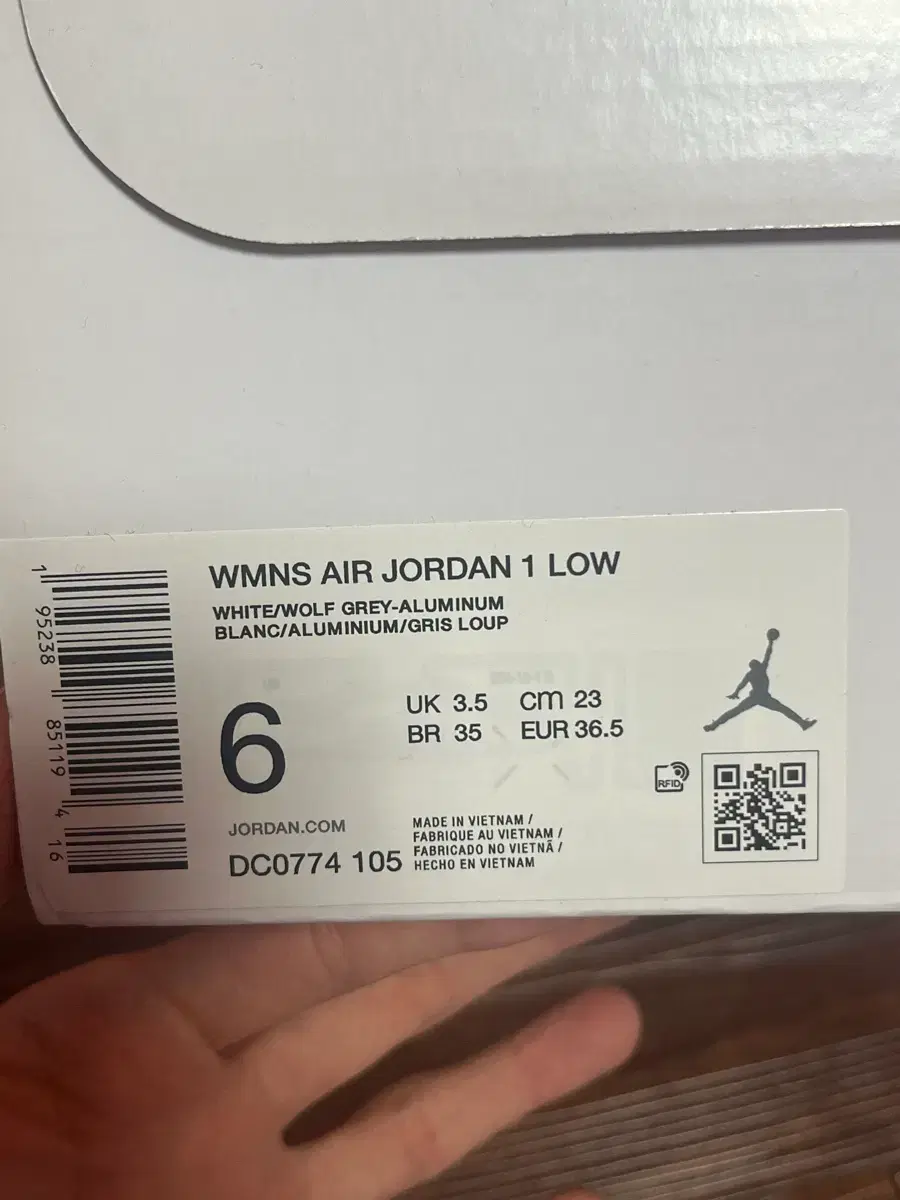 WMNS AIR JORDAN 1 LOW
WHITE/WOLF GREY-ALUMINUM
BLANC/ALUMINIUM/GRIS LOUP
6
UK 3.5 cm 23
BR 35 EUR 36.5
RFID
JORDAN.COM
DC0774 105
MADE IN VIETNAM /
FABRIQUE AU VIETNAM /
FABRICADO NO VIETNÃ /
HECHO EN VIETNAM
1 95238 85119 4 16